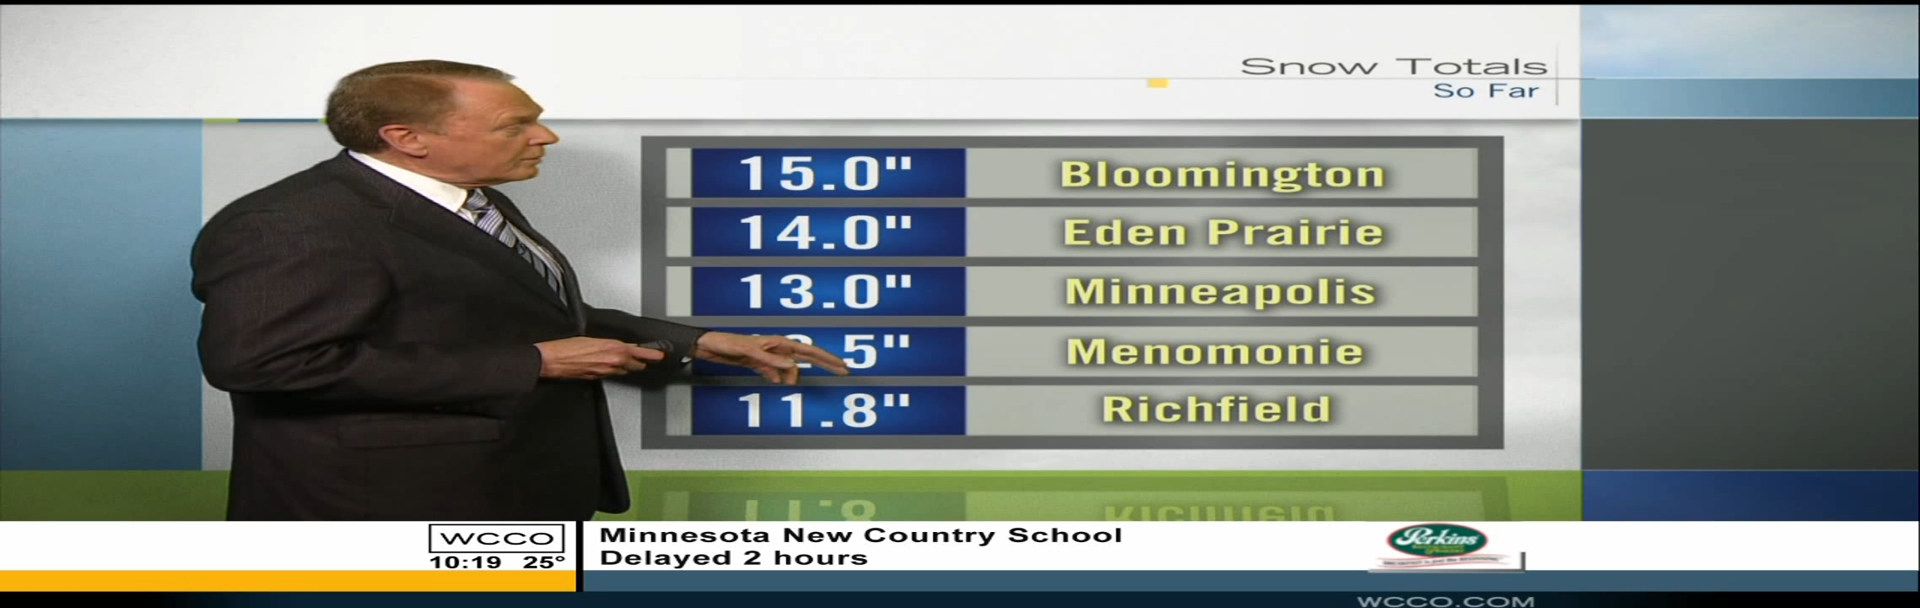 Snow Totals
So Far
15.0" Bloomington
14.0" Eden Prairie
13.0" Minneapolis
Menomonie
11.8" Richfield
WCCO
10:19 25°
Minnesota New Country School
Delayed 2 hours
Perkins
WCCO.COM